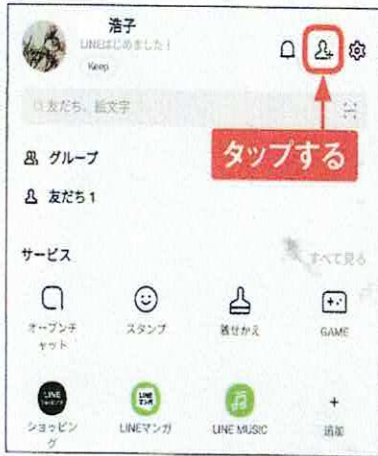 浩子
LINEはじめました！
Keep
友だち、絵文字
タップする
グループ
友だち 1
サービス
すべて見る
オープンチャット
スタンプ
着せかえ
GAME
LINE
ショッピング
LINEマンガ
LINE MUSIC
追加